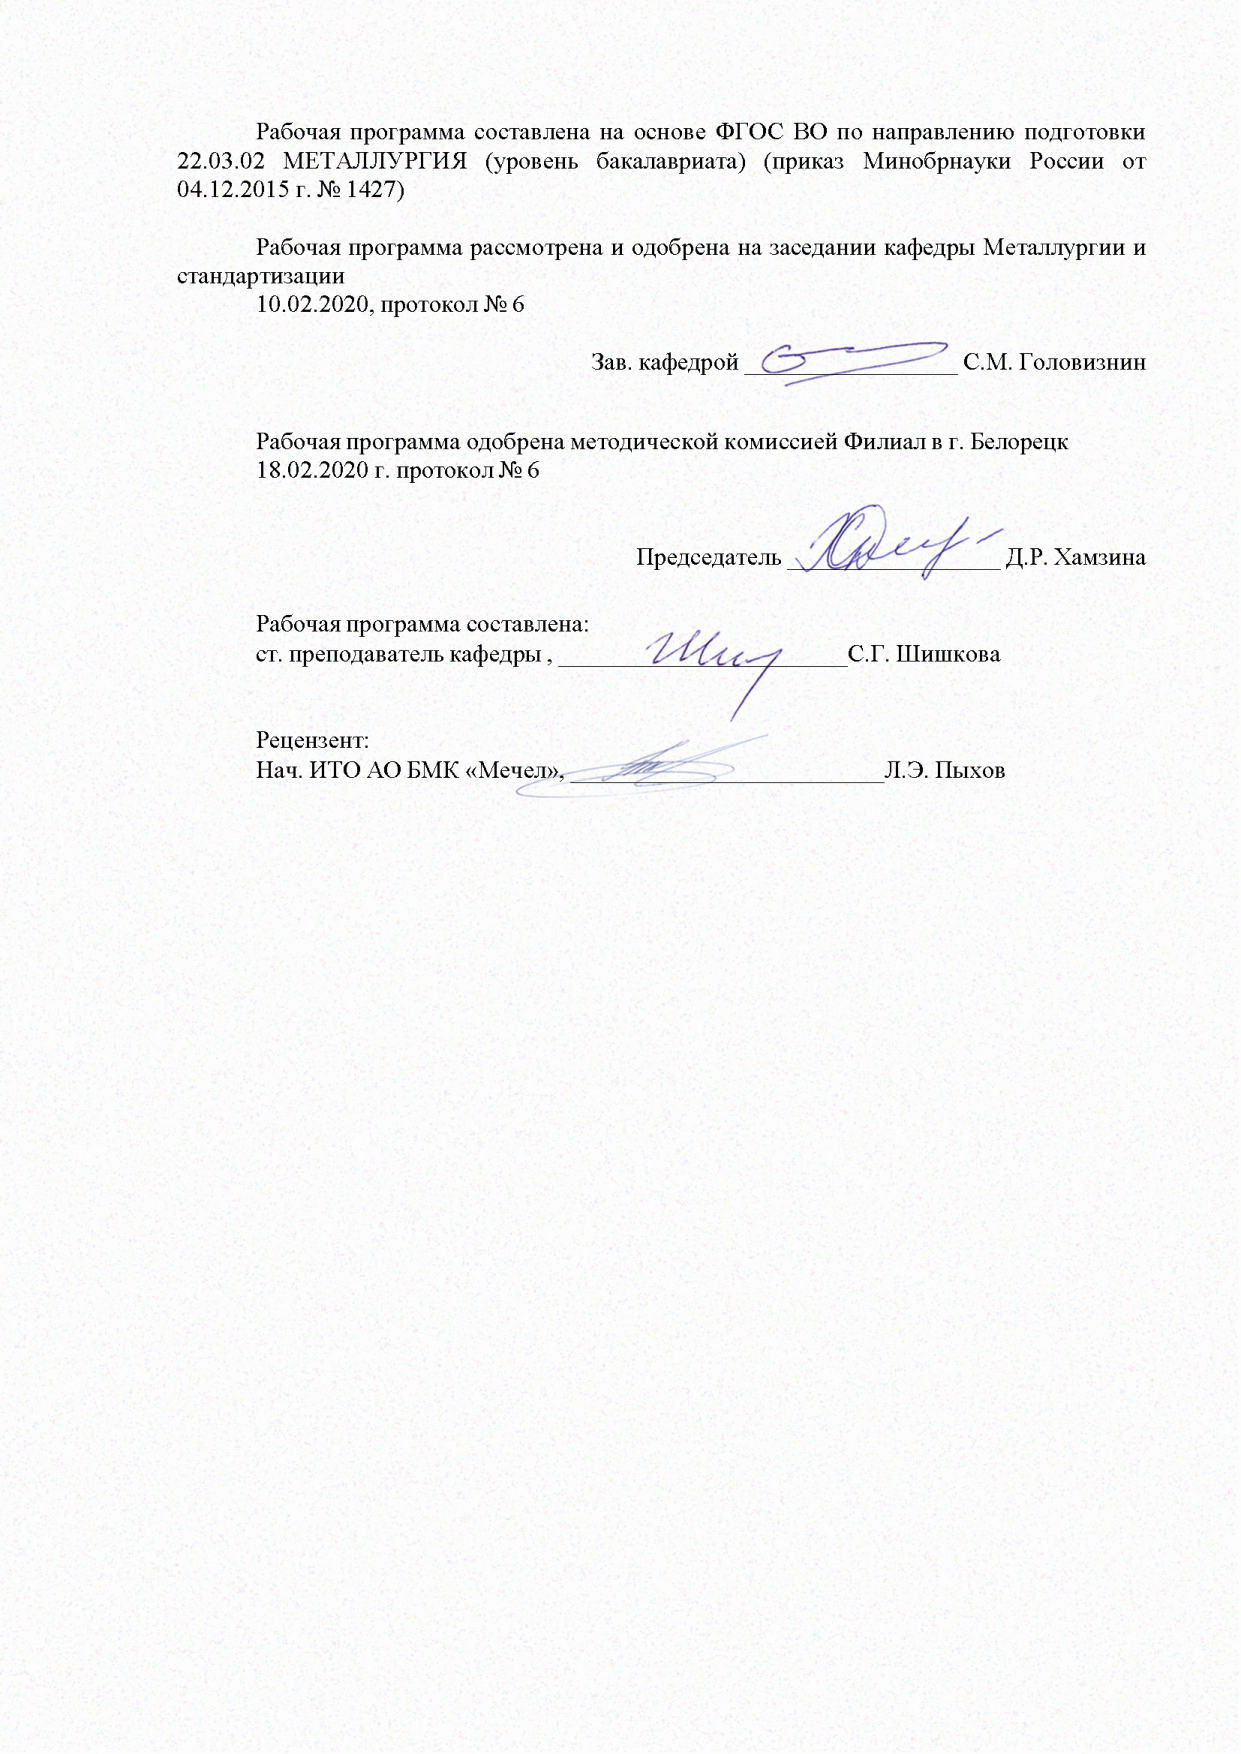 Рабочая программа составлена на основе ФГОС ВО по направлению подготовки
22.03.02 МЕТАЛЛУРГИЯ (уровень бакалавриата) (приказ Минобрнауки России от
04.12.2015 г. № 1427)
Рабочая программа рассмотрена и одобрена на заседании кафедры Металлургии и
стандартизации
10.02.2020, протокол № 6
Зав. кафедрой С.М. Головизнин
Рабочая программа одобрена методической комиссией Филиал в г. Белорецк
18.02.2020 г. протокол № 6
Председатель Д.Р. Хамзина
Рабочая программа составлена:
ст. преподаватель кафедры , С.Г. Шишкова
Рецензент:
Нач. ИТО АО БМК «Мечел», Л.Э. Пыхов